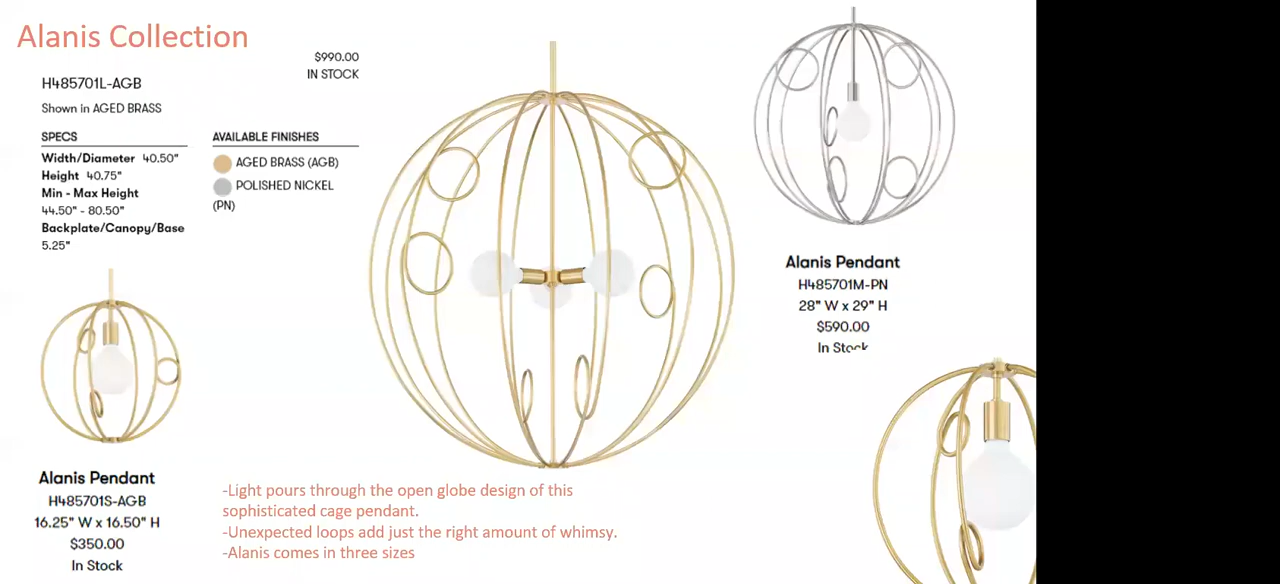 Alanis Collection
$990.00
IN STOCK
H485701L-AGB
Shown in AGED BRASS
SPECS
Width/Diameter 40.50"
Height 40.75"
Min - Max Height
44.50" - 80.50"
Backplate/Canopy/Base
5.25"
AVAILABLE FINISHES
AGED BRASS (AGB)
POLISHED NICKEL
(PN)
Alanis Pendant
H485701M-PN
28" W x 29" H
$590.00
In Stock
Alanis Pendant
H485701S-AGB
16.25" W x 16.50" H
$350.00
In Stock
-Light pours through the open globe design of this
sophisticated cage pendant.
-Unexpected loops add just the right amount of whimsy.
-Alanis comes in three sizes